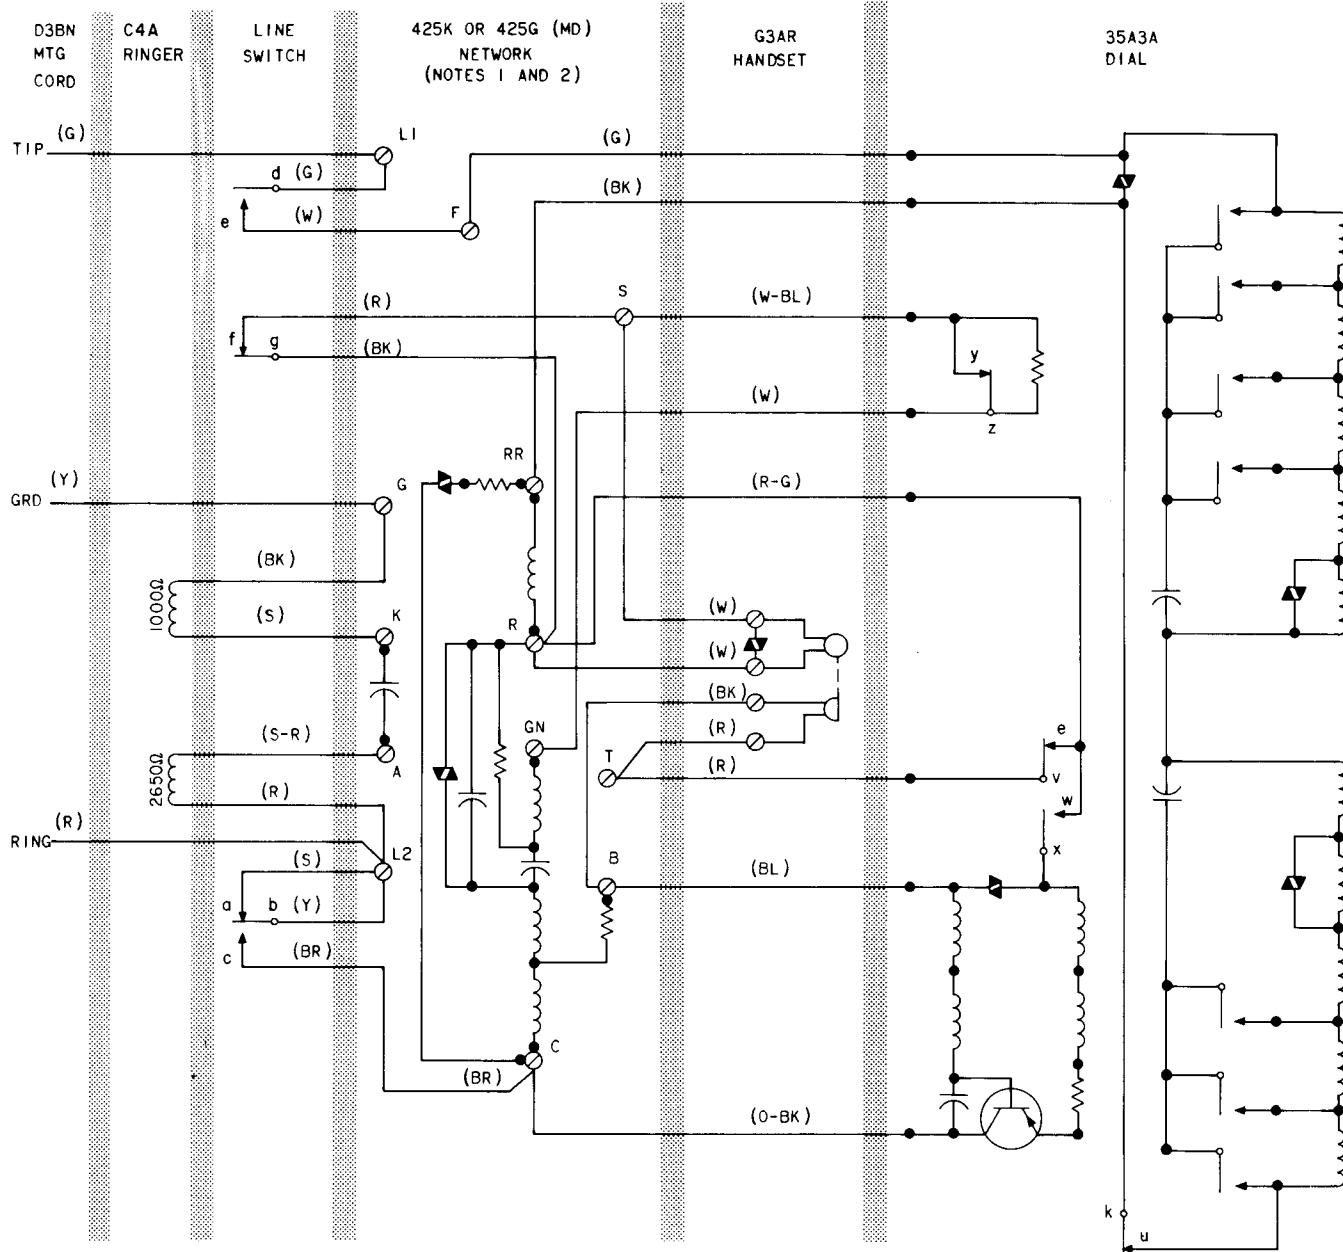 D3BN
MTG
CORD
C4A
RINGER
LINE
SWITCH
425K OR 425G (MD)
NETWORK
(NOTES 1 AND 2)
G3AR
HANDSET
35A3A
DIAL
TIP
(G)
L1
(G)
d
(G)
(BK)
e
(W)
F
(R)
S
(W-BL)
f
g
(BK)
y
(W)
z
RR
(Y)
GRD
G
(R-G)
(BK)
1000Ω
(S)
K
R
(W)
(W)
(BK)
(S-R)
A
GN
(R)
T
(R)
e
v
2650Ω
(R)
w
(R)
RING
L2
(S)
x
B
(BL)
a
b
(Y)
c
(BR)
C
(BR)
(O-BK)
k
u